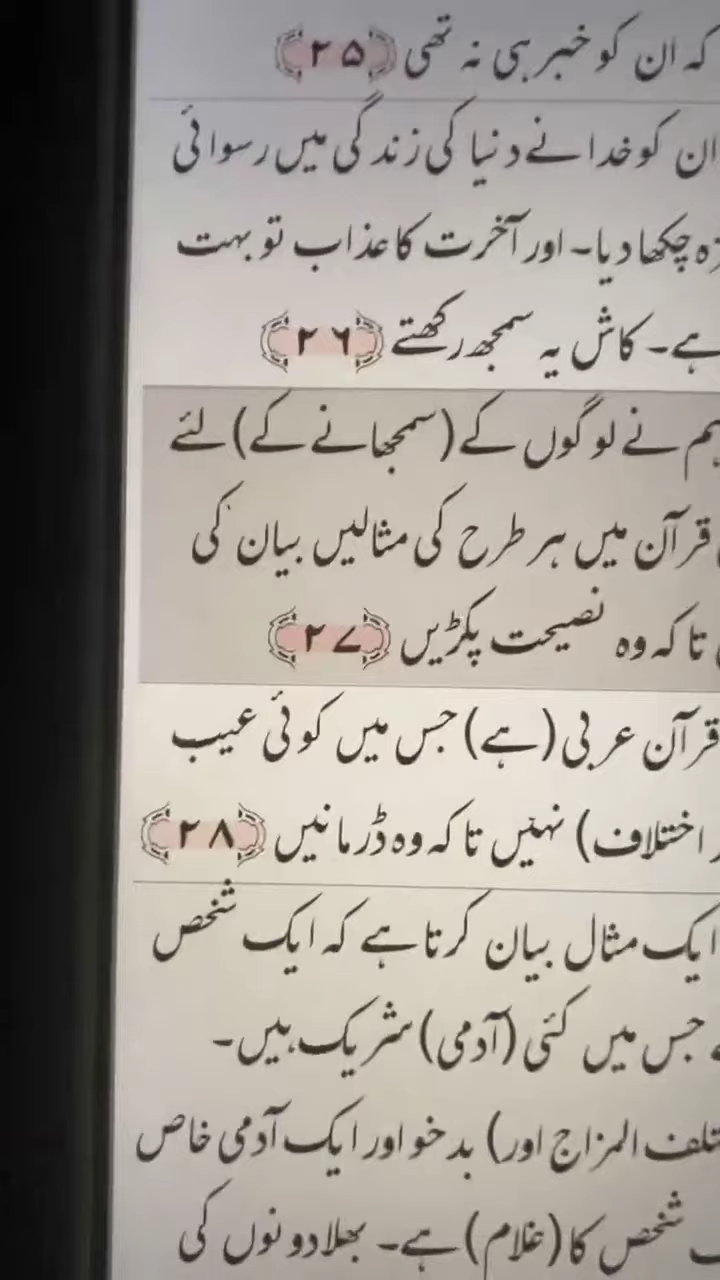 کہ ان کو خبر ہی نہ تھی ﴿۲۵﴾
ان کو خدا نے دنیا کی زندگی میں رسوائی
چکھا دیا۔ اور آخرت کا عذاب تو بہت
ہے۔ کاش یہ سمجھ رکھتے ﴿۲۶﴾
ہم نے لوگوں کے (سمجھانے کے) لئے
قرآن میں ہر طرح کی مثالیں بیان کی
تاکہ وہ نصیحت پکڑیں ﴿۲۷﴾
قرآن عربی (ہے) جس میں کوئی عیب
اختلاف) نہیں تاکہ وہ ڈر مانیں ﴿۲۸﴾
ایک مثال بیان کرتا ہے کہ ایک شخص
جس میں کئی (آدمی) شریک ہیں۔
المزاج اور) بدخو اور ایک آدمی خاص
شخص کا (غلام) ہے۔ بھلا دونوں کی